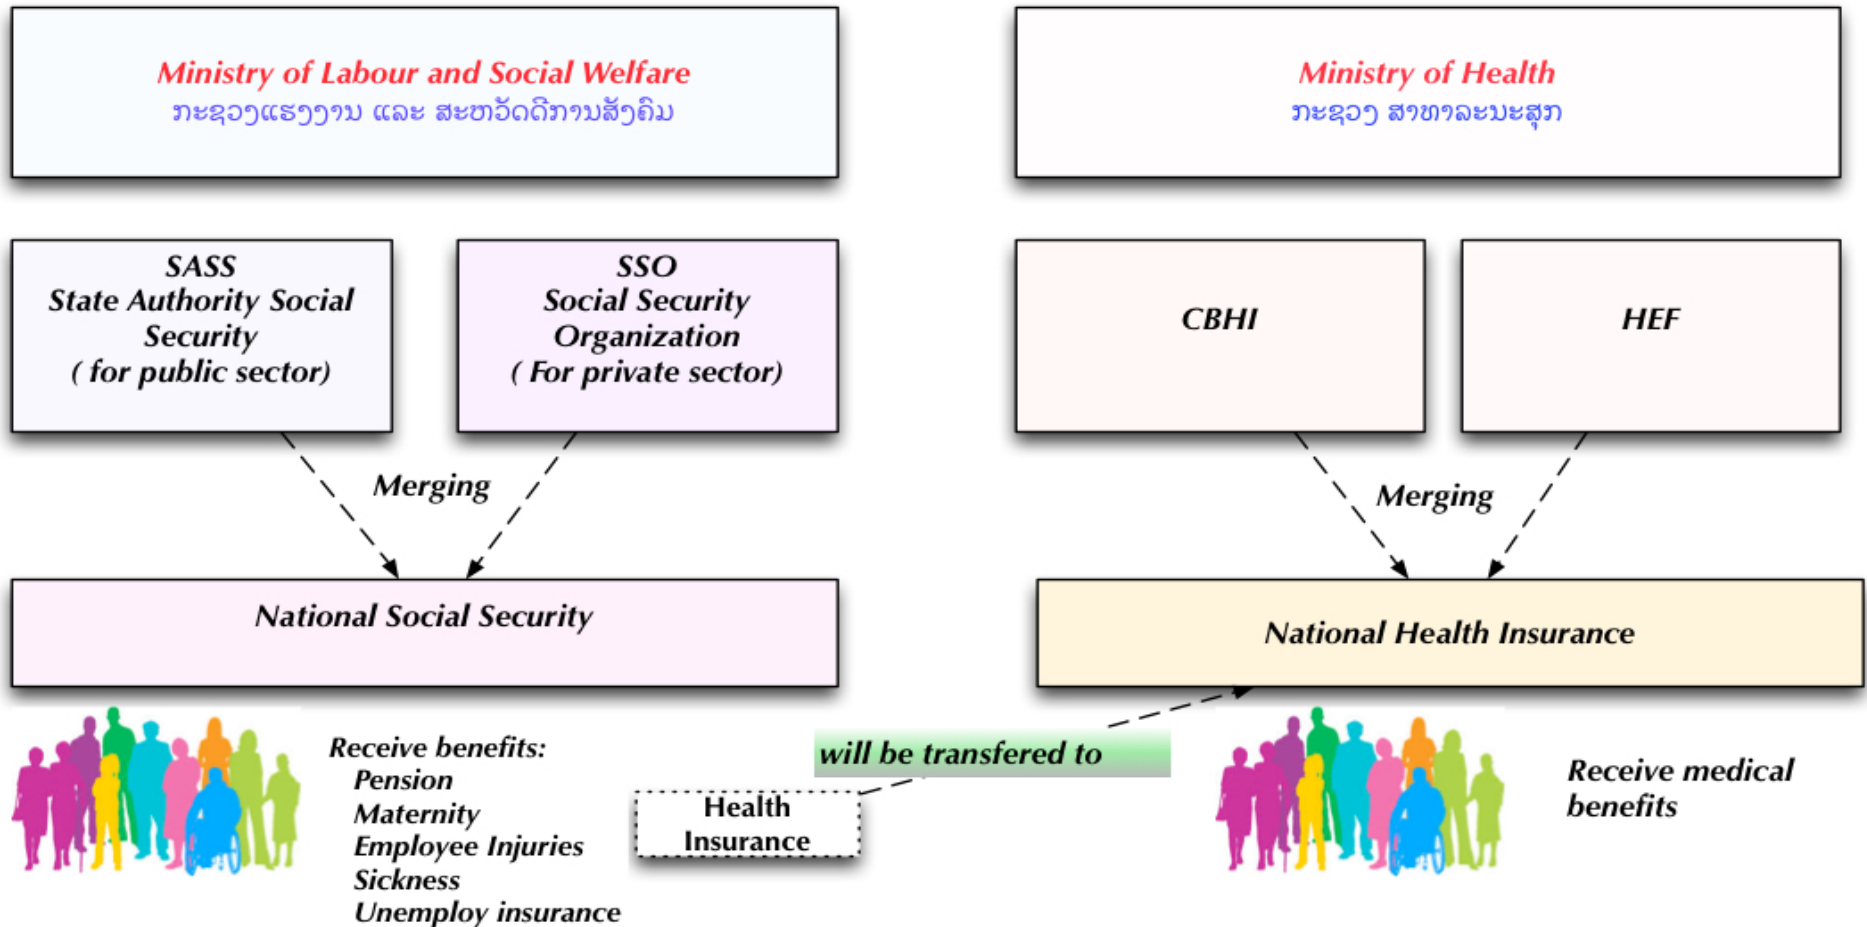 Ministry of Labour and Social Welfare
ກະຊວງແຮງງານ ແລະ ສະຫວັດດີການສັງຄົມ
Ministry of Health
ກະຊວງ ສາທາລະນະສຸກ
SASS
State Authority Social
Security
( for public sector)
SSO
Social Security
Organization
( For private sector)
CBHI
HEF
Merging
Merging
National Social Security
National Health Insurance
Receive benefits:
Pension
Maternity
Employee Injuries
Sickness
Unemploy insurance
will be transfered to
Health
Insurance
Receive medical
benefits